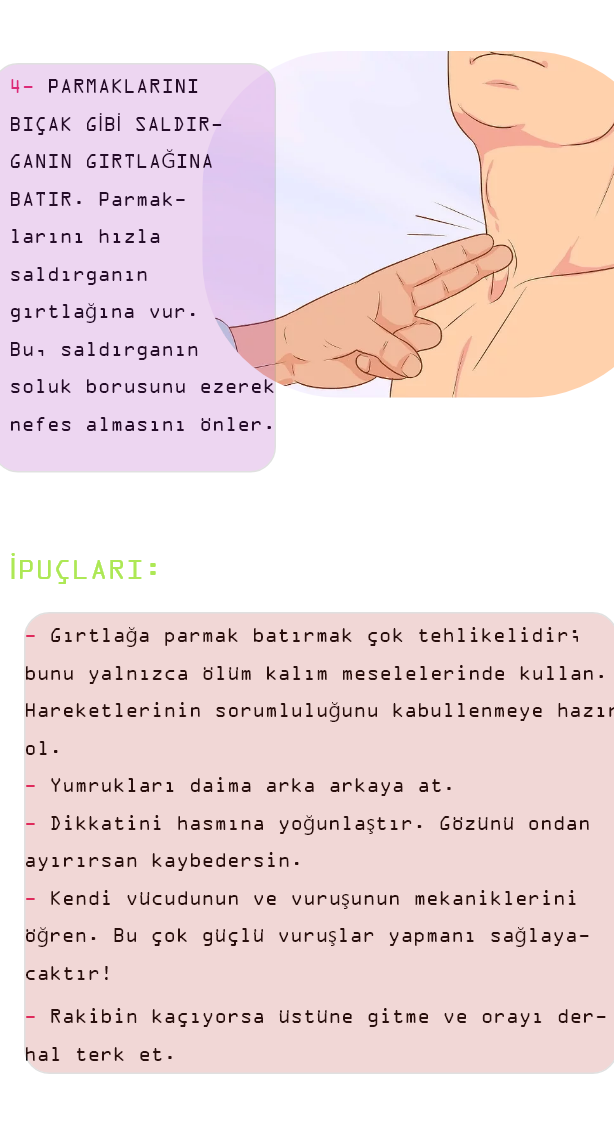 4- PARMAKLARINI
BIÇAK GİBİ SALDIR-
GANIN GIRTLAĞINA
BATIR. Parmak-
larını hızla
saldırganın
gırtlağına vur.
Bu, saldırganın
soluk borusunu ezerek
nefes almasını önler.
İPUÇLARI:
- Gırtlağa parmak batırmak çok tehlikelidir;
bunu yalnızca ölüm kalım meselelerinde kullan.
Hareketlerinin sorumluluğunu kabullenmeye hazır
ol.
- Yumrukları daima arka arkaya at.
- Dikkatini hasmına yoğunlaştır. Gözünü ondan
ayırırsan kaybedersin.
- Kendi vücudunun ve vuruşunun mekaniklerini
öğren. Bu çok güçlü vuruşlar yapmanı sağlaya-
caktır!
- Rakibin kaçıyorsa üstüne gitme ve orayı der-
hal terk et.